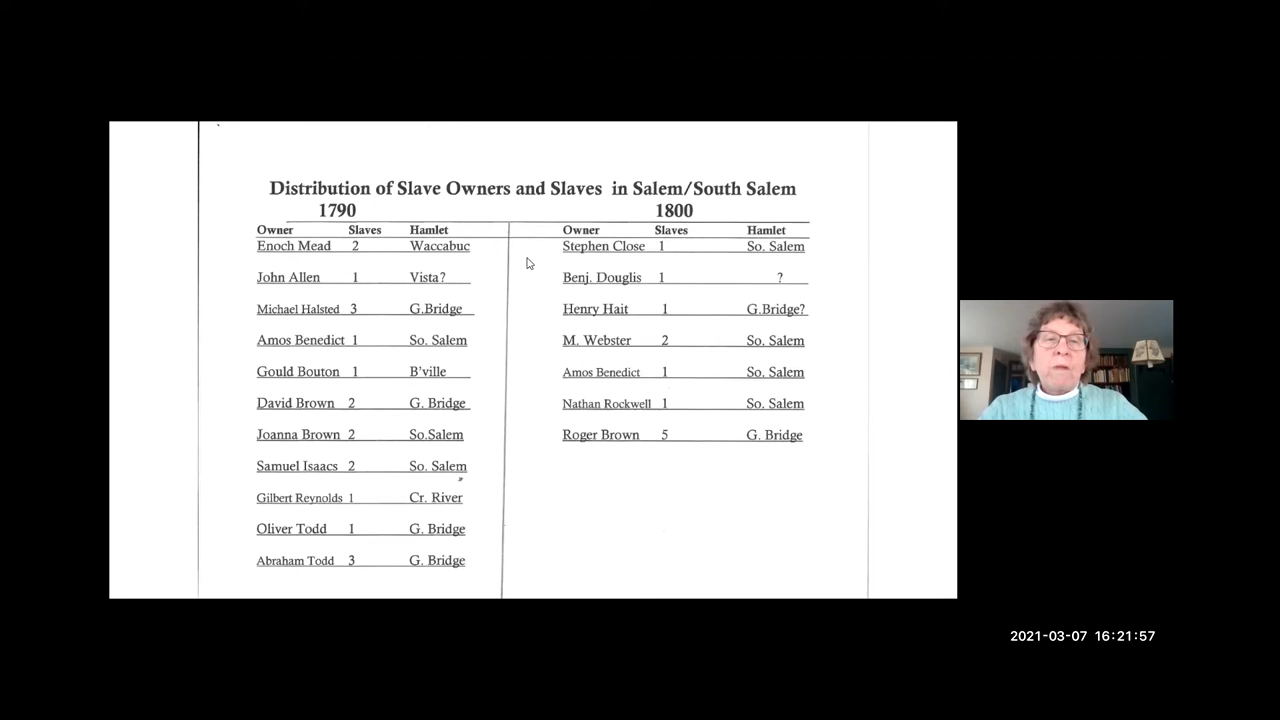 Distribution of Slave Owners and Slaves in Salem/South Salem
1790 1800
Owner Slaves Hamlet Owner Slaves Hamlet
Enoch Mead 2 Waccabuc Stephen Close 1 So. Salem
John Allen 1 Vista? Benj. Douglis 1 ?
Michael Halsted 3 G.Bridge Henry Hait 1 G.Bridge?
Amos Benedict 1 So. Salem M. Webster 2 So. Salem
Gould Bouton 1 B'ville Amos Benedict 1 So. Salem
David Brown 2 G. Bridge Nathan Rockwell 1 So. Salem
Joanna Brown 2 So.Salem Roger Brown 5 G. Bridge
Samuel Isaacs 2 So. Salem
Gilbert Reynolds 1 Cr. River
Oliver Todd 1 G. Bridge
Abraham Todd 3 G. Bridge
2021-03-07 16:21:57